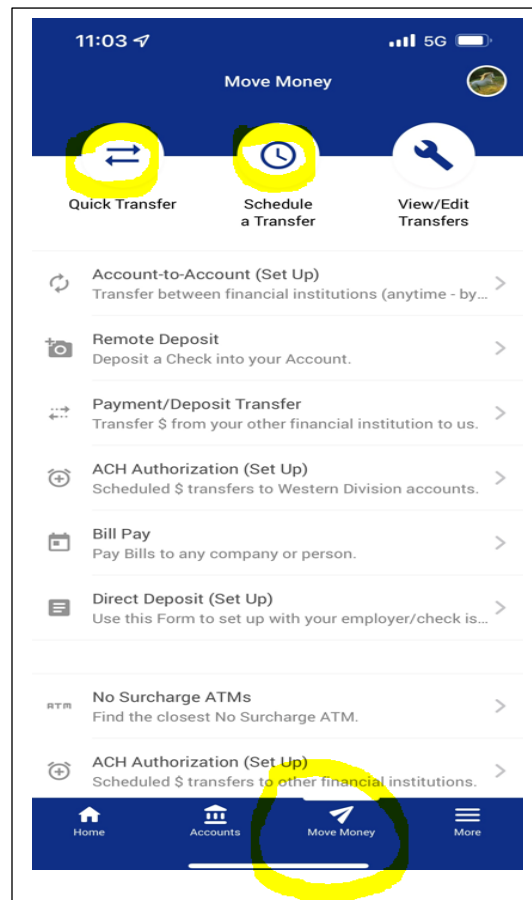 11:03
5G
Move Money
Quick Transfer
Schedule
a Transfer
View/Edit
Transfers
Account-to-Account (Set Up)
Transfer between financial institutions (anytime - by...
Remote Deposit
Deposit a Check into your Account.
Payment/Deposit Transfer
Transfer $ from your other financial institution to us.
ACH Authorization (Set Up)
Scheduled $ transfers to Western Division accounts.
Bill Pay
Pay Bills to any company or person.
Direct Deposit (Set Up)
Use this Form to set up with your employer/check is...
ATM
No Surcharge ATMs
Find the closest No Surcharge ATM.
ACH Authorization (Set Up)
Scheduled $ transfers to other financial institutions.
Home
Accounts
Move Money
More